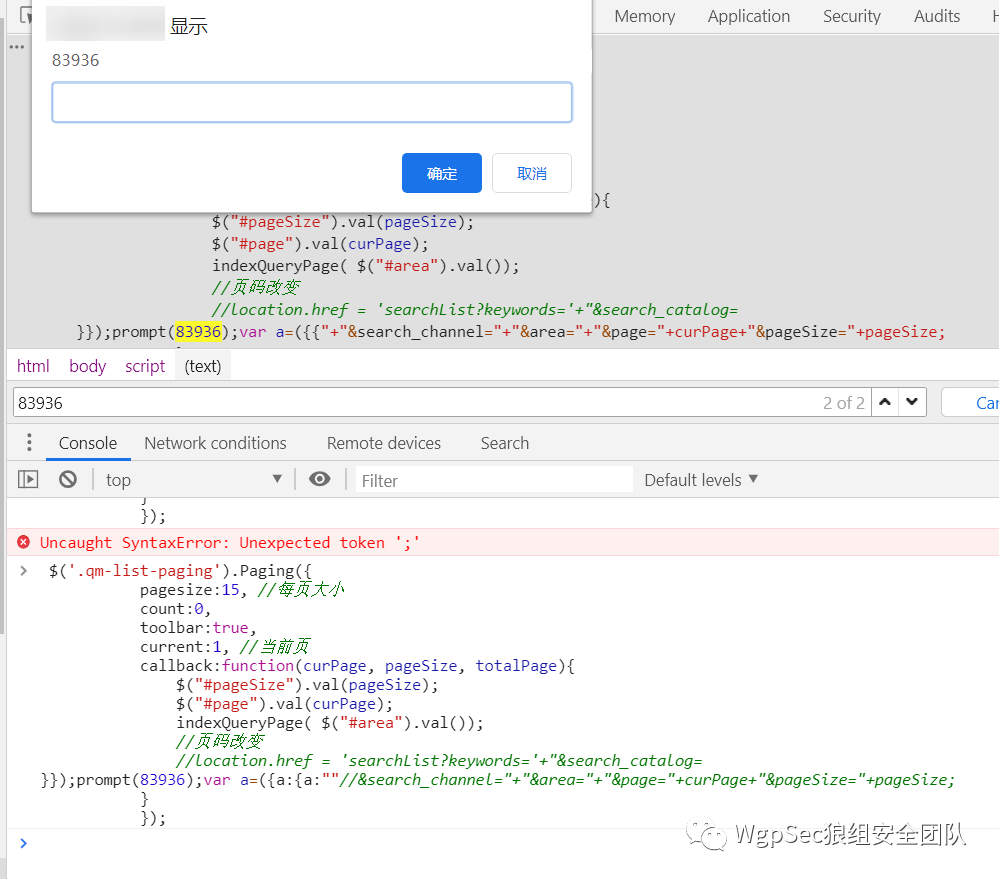 Memory Application Security Audits
显示
83936
确定 取消
){
$("#pageSize").val(pageSize);
$("#page").val(curPage);
indexQueryPage( $("#area").val());
//页码改变
//location.href = 'searchList?keywords='+"&search_catalog=
}});prompt(83936);var a=({{"+"&search_channel="+"&area="+"&page="+curPage+"&pageSize="+pageSize;
html body script (text)
83936 2 of 2
Console Network conditions Remote devices Search
top Filter Default levels
}
});
Uncaught SyntaxError: Unexpected token ';'
$('.qm-list-paging').Paging({
pagesize:15, //每页大小
count:0,
toolbar:true,
current:1, //当前页
callback:function(curPage, pageSize, totalPage){
$("#pageSize").val(pageSize);
$("#page").val(curPage);
indexQueryPage( $("#area").val());
//页码改变
//location.href = 'searchList?keywords='+"&search_catalog=
}});prompt(83936);var a=({a:{a:""//&search_channel="+"&area="+"&page="+curPage+"&pageSize="+pageSize;
}
});
WgpSec狼组安全团队